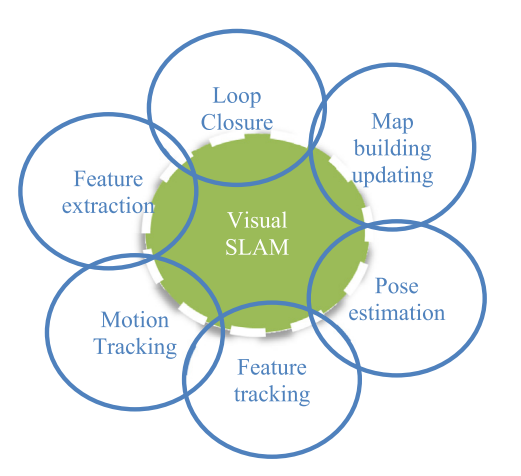 Loop
Closure
Map
building
updating
Feature
extraction
Visual
SLAM
Pose
estimation
Motion
Tracking
Feature
tracking